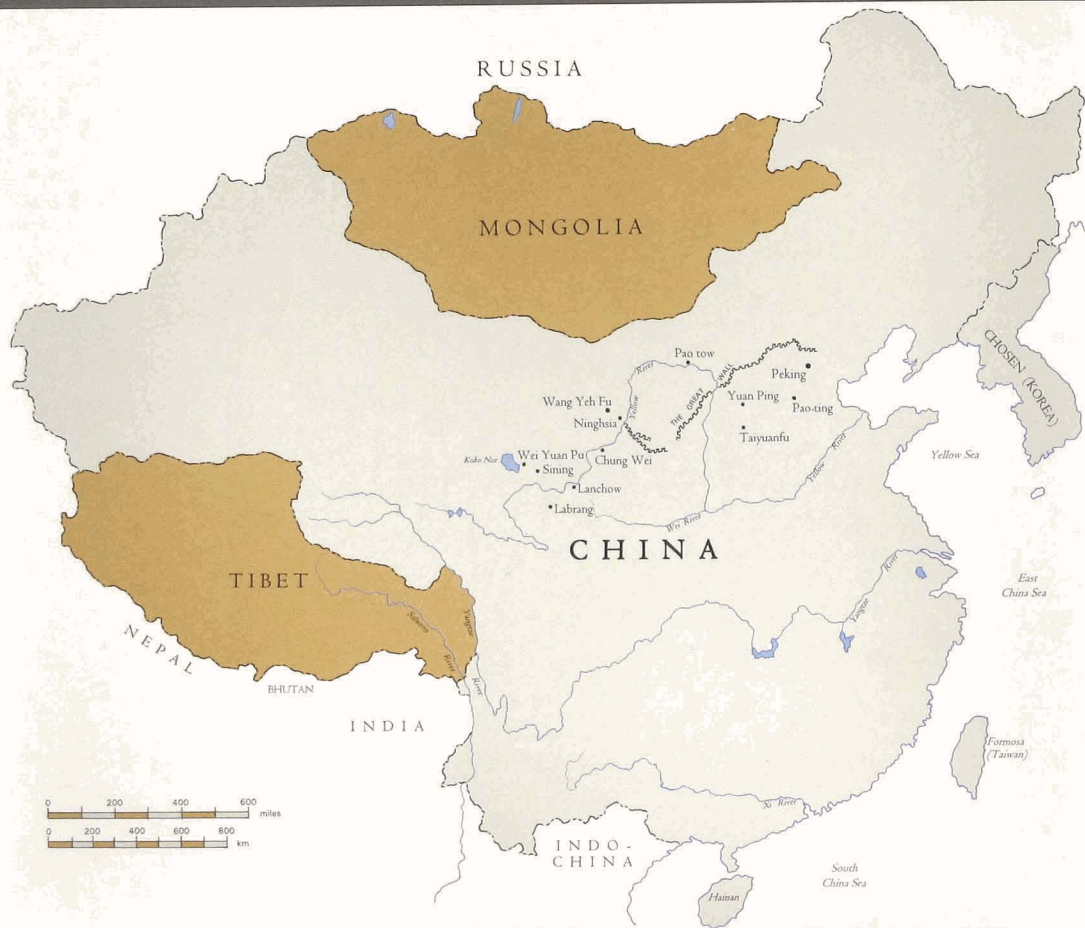 RUSSIA
MONGOLIA
Pao tow
River
Yellow
THE GREAT WALL
Peking
Wang Yeh Fu
Ninghsia
Yuan Ping
Pao-ting
Taiyuanfu
CHOSEN (KOREA)
Koko Nor
Wei Yuan Pu
Sining
Chung Wei
Yellow River
Yellow Sea
Lanchow
Labrang
Wei River
CHINA
TIBET
Salween
River
Yangtze
River
Yangtze
River
East
China Sea
NEPAL
BHUTAN
INDIA
Formosa
(Taiwan)
0 200 400 600 miles
0 200 400 600 800 km
Xi River
INDO-
CHINA
South
China Sea
Hainan